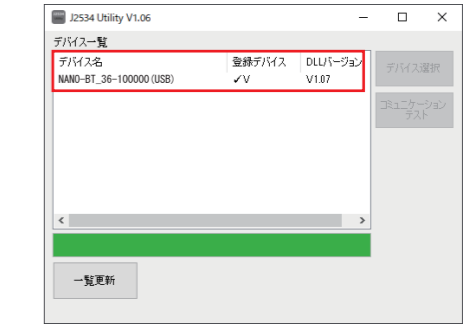 J2534 Utility V1.06
デバイス一覧
デバイス名 登録デバイス DLLバージョン
NANO-BT_36-100000(USB) ✓V V1.07
デバイス選択
コミュニケーション
テスト
一覧更新